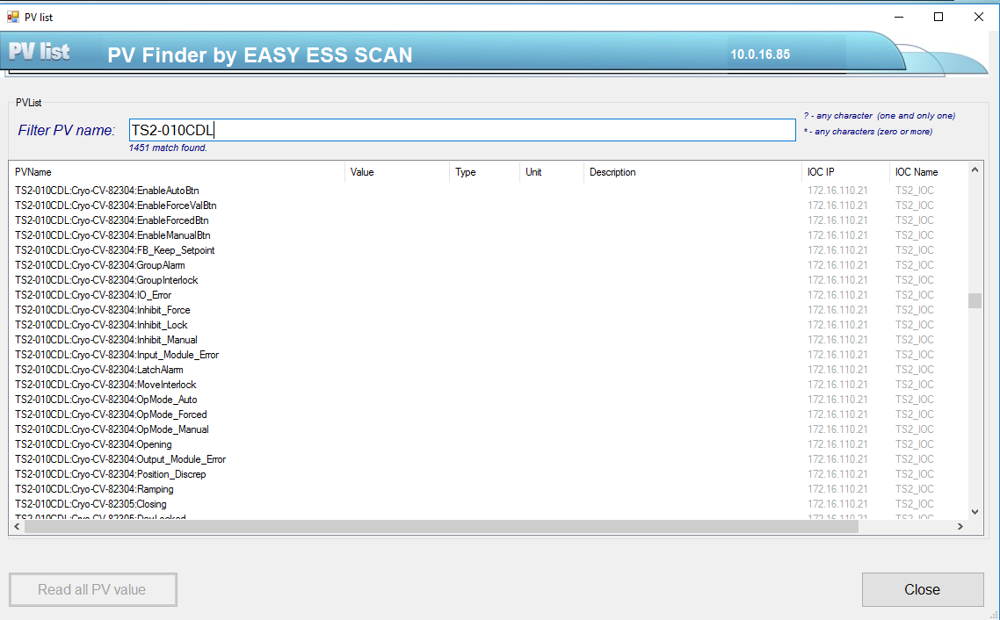 PV list
PV list
PV Finder by EASY ESS SCAN
10.0.16.85
PVList
Filter PV name:
TS2-010CDL
? - any character (one and only one)
* - any characters (zero or more)
1451 match found.
PVName Value Type Unit Description IOC IP IOC Name
TS2-010CDL:Cryo-CV-82304:EnableAutoBtn 172.16.110.21 TS2_IOC
TS2-010CDL:Cryo-CV-82304:EnableForceValBtn 172.16.110.21 TS2_IOC
TS2-010CDL:Cryo-CV-82304:EnableForcedBtn 172.16.110.21 TS2_IOC
TS2-010CDL:Cryo-CV-82304:EnableManualBtn 172.16.110.21 TS2_IOC
TS2-010CDL:Cryo-CV-82304:FB_Keep_Setpoint 172.16.110.21 TS2_IOC
TS2-010CDL:Cryo-CV-82304:GroupAlarm 172.16.110.21 TS2_IOC
TS2-010CDL:Cryo-CV-82304:GroupInterlock 172.16.110.21 TS2_IOC
TS2-010CDL:Cryo-CV-82304:IO_Error 172.16.110.21 TS2_IOC
TS2-010CDL:Cryo-CV-82304:Inhibit_Force 172.16.110.21 TS2_IOC
TS2-010CDL:Cryo-CV-82304:Inhibit_Lock 172.16.110.21 TS2_IOC
TS2-010CDL:Cryo-CV-82304:Inhibit_Manual 172.16.110.21 TS2_IOC
TS2-010CDL:Cryo-CV-82304:Input_Module_Error 172.16.110.21 TS2_IOC
TS2-010CDL:Cryo-CV-82304:LatchAlarm 172.16.110.21 TS2_IOC
TS2-010CDL:Cryo-CV-82304:MoveInterlock 172.16.110.21 TS2_IOC
TS2-010CDL:Cryo-CV-82304:OpMode_Auto 172.16.110.21 TS2_IOC
TS2-010CDL:Cryo-CV-82304:OpMode_Forced 172.16.110.21 TS2_IOC
TS2-010CDL:Cryo-CV-82304:OpMode_Manual 172.16.110.21 TS2_IOC
TS2-010CDL:Cryo-CV-82304:Opening 172.16.110.21 TS2_IOC
TS2-010CDL:Cryo-CV-82304:Output_Module_Error 172.16.110.21 TS2_IOC
TS2-010CDL:Cryo-CV-82304:Position_Discrep 172.16.110.21 TS2_IOC
TS2-010CDL:Cryo-CV-82304:Ramping 172.16.110.21 TS2_IOC
TS2-010CDL:Cryo-CV-82305:Closing 172.16.110.21 TS2_IOC
TS2-010CDL:Cryo-CV-82305:DevLocked 172.16.110.21 TS2_IOC
Read all PV value
Close